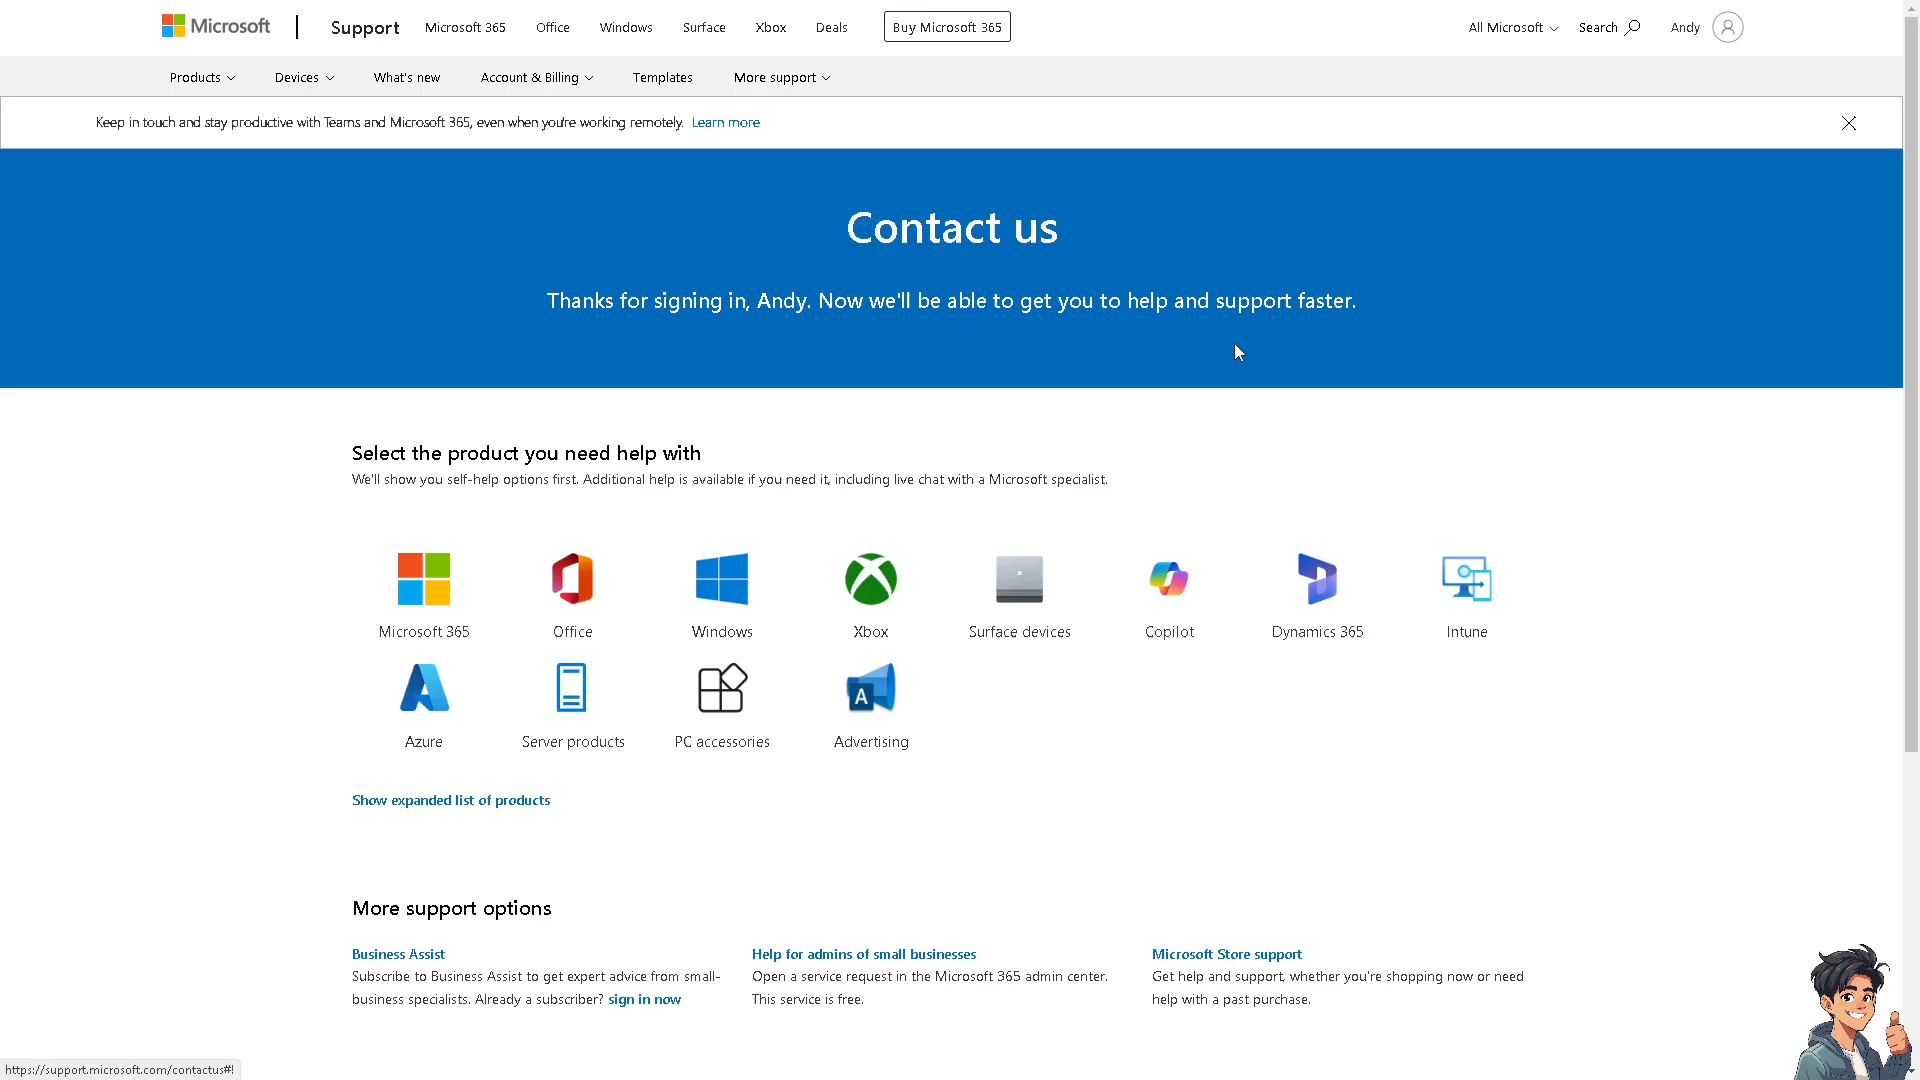 Microsoft
Support
Microsoft 365
Office
Windows
Surface
Xbox
Deals
Buy Microsoft 365
All Microsoft
Search
Andy
Products
Devices
What's new
Account & Billing
Templates
More support
Keep in touch and stay productive with Teams and Microsoft 365, even when you're working remotely. Learn more
Contact us
Thanks for signing in, Andy. Now we'll be able to get you to help and support faster.
Select the product you need help with
We'll show you self-help options first. Additional help is available if you need it, including live chat with a Microsoft specialist.
Microsoft 365
Office
Windows
Xbox
Surface devices
Copilot
Dynamics 365
Intune
A
Azure
Server products
PC accessories
Advertising
Show expanded list of products
More support options
Business Assist
Subscribe to Business Assist to get expert advice from small-
business specialists. Already a subscriber? sign in now
Help for admins of small businesses
Open a service request in the Microsoft 365 admin center.
This service is free.
Microsoft Store support
Get help and support, whether you're shopping now or need
help with a past purchase.
https://support.microsoft.com/contactus#!